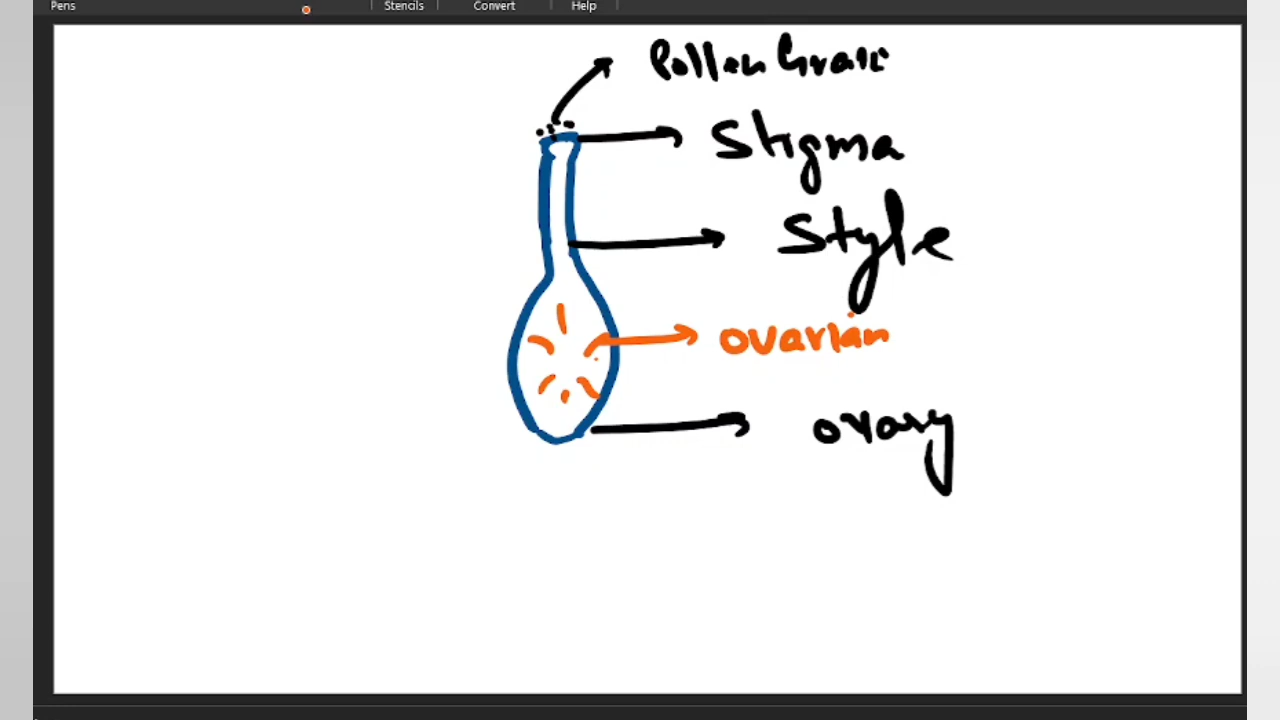 Pens Stencils Convert Help
Pollen Grain
Stigma
Style
ovarian
ovary